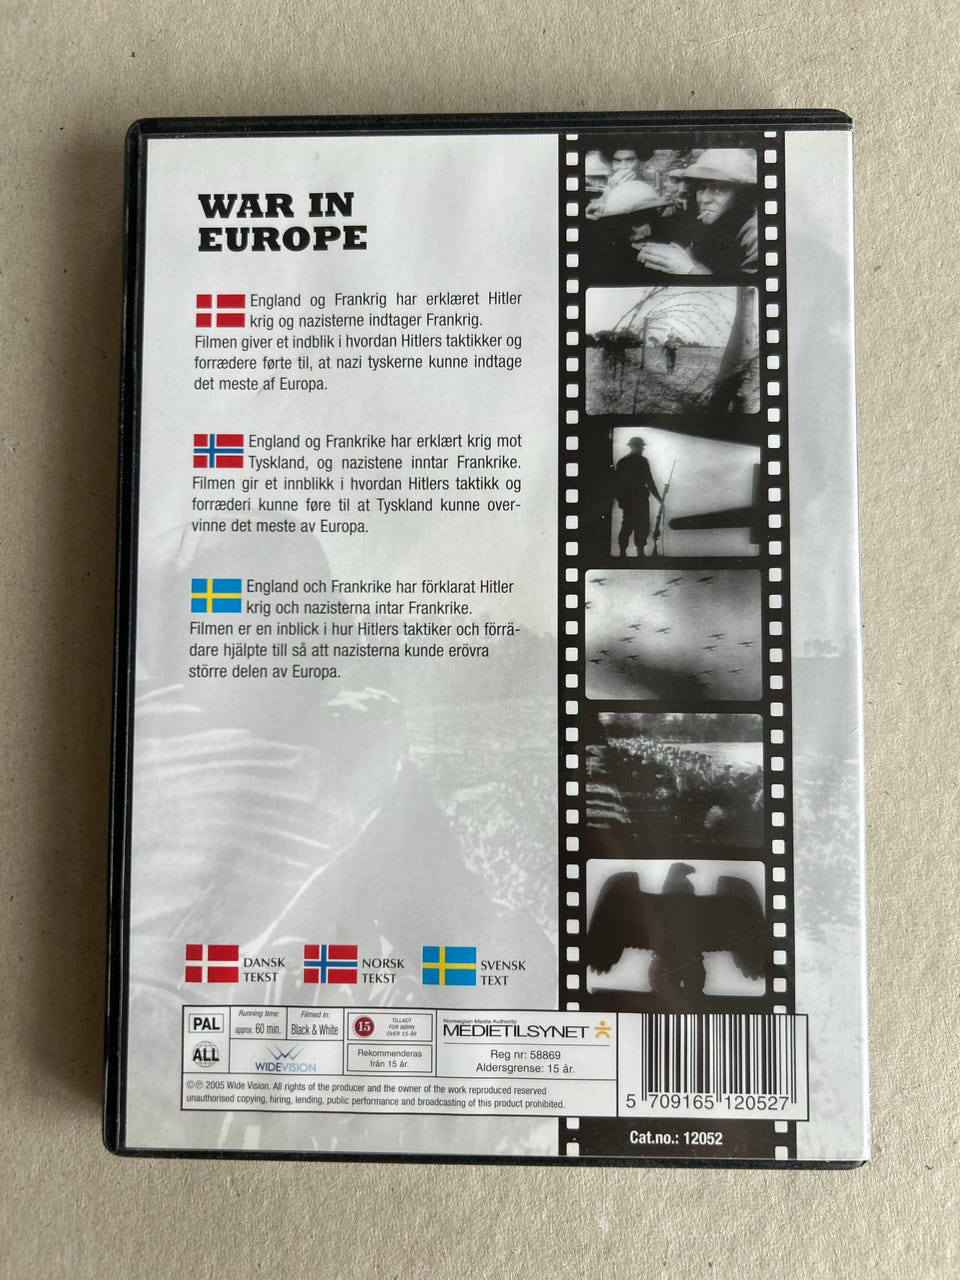 WAR IN
EUROPE
England og Frankrig har erklæret Hitler
krig og nazisterne indtager Frankrig.
Filmen giver et indblik i hvordan Hitlers taktikker og
forrædere førte til, at nazi tyskerne kunne indtage
det meste af Europa.
England og Frankrike har erklært krig mot
Tyskland, og nazistene inntar Frankrike.
Filmen gir et innblikk i hvordan Hitlers taktikk og
forræderi kunne føre til at Tyskland kunne over-
vinne det meste av Europa.
England och Frankrike har förklarat Hitler
krig och nazisterna intar Frankrike.
Filmen er en inblick i hur Hitlers taktiker och förrä-
dare hjälpte till så att nazisterna kunde erövra
större delen av Europa.
DANSK
TEKST
NORSK
TEKST
SVENSK
TEXT
PAL
ALL
Running time:
approx. 60 min.
Filmed in:
Black & White
WIDEVISION
15
TILLADT
FOR BØRN
OVER 15 ÅR
Rekommenderas
från 15 år.
Norwegian Media Authority
MEDIETILSYNET
Reg nr: 58869
Aldersgrense: 15 år.
©℗ 2005 Wide Vision. All rights of the producer and the owner of the work reproduced reserved
unauthorised copying, hiring, lending, public performance and broadcasting of this product prohibited.
5 709165 120527
Cat.no.: 12052